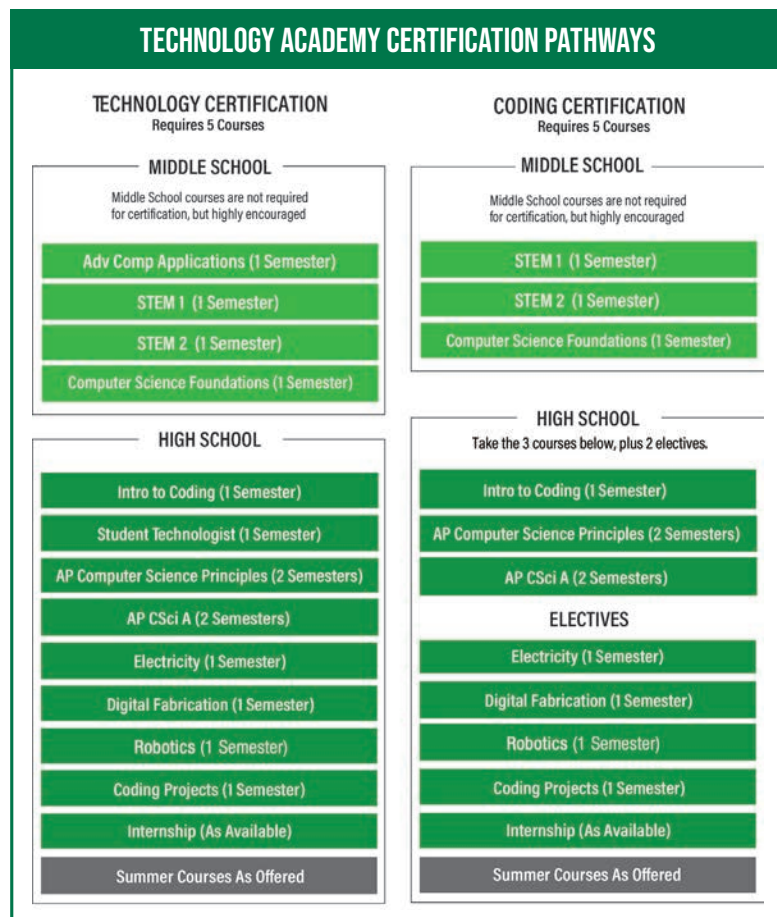 TECHNOLOGY ACADEMY CERTIFICATION PATHWAYS
TECHNOLOGY CERTIFICATION
Requires 5 Courses
MIDDLE SCHOOL
Middle School courses are not required
for certification, but highly encouraged
Adv Comp Applications (1 Semester)
STEM 1 (1 Semester)
STEM 2 (1 Semester)
Computer Science Foundations (1 Semester)
HIGH SCHOOL
Intro to Coding (1 Semester)
Student Technologist (1 Semester)
AP Computer Science Principles (2 Semesters)
AP CSci A (2 Semesters)
Electricity (1 Semester)
Digital Fabrication (1 Semester)
Robotics (1 Semester)
Coding Projects (1 Semester)
Internship (As Available)
Summer Courses As Offered
CODING CERTIFICATION
Requires 5 Courses
MIDDLE SCHOOL
Middle School courses are not required
for certification, but highly encouraged
STEM 1 (1 Semester)
STEM 2 (1 Semester)
Computer Science Foundations (1 Semester)
HIGH SCHOOL
Take the 3 courses below, plus 2 electives.
Intro to Coding (1 Semester)
AP Computer Science Principles (2 Semesters)
AP CSci A (2 Semesters)
ELECTIVES
Electricity (1 Semester)
Digital Fabrication (1 Semester)
Robotics (1 Semester)
Coding Projects (1 Semester)
Internship (As Available)
Summer Courses As Offered